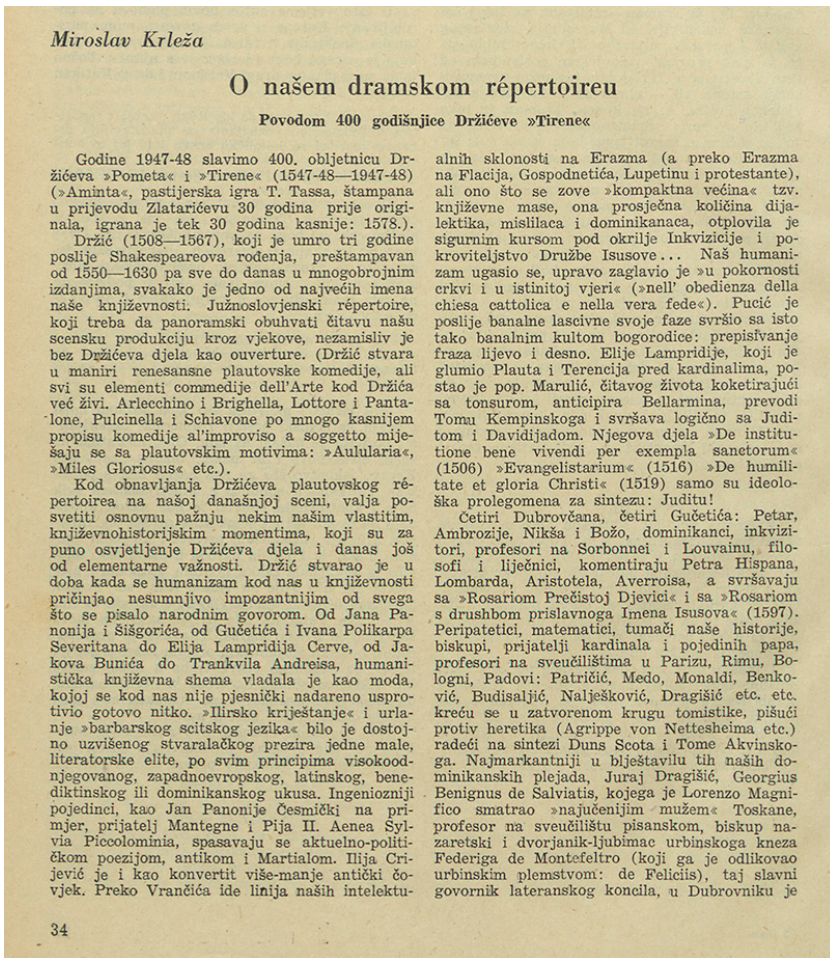 Miroslav Krleža
O našem dramskom répertoireu
Povodom 400 godišnjice Držićeve »Tirene«
Godine 1947-48 slavimo 400. obljetnicu Dr-
žićeva »Pometa« i »Tirene« (1547-48—1947-48)
(»Aminta«, pastijerska igra T. Tassa, štampana
u prijevodu Zlatarićevu 30 godina prije origi-
nala, igrana je tek 30 godina kasnije: 1578.).
Držić (1508—1567), koji je umro tri godine
poslije Shakespeareova rođenja, preštampavan
od 1550—1630 pa sve do danas u mnogobrojnim
izdanjima, svakako je jedno od najvećih imena
naše književnosti. Južnoslovjenski répertoire,
koji treba da panoramski obuhvati čitavu našu
scensku produkciju kroz vjekove, nezamisliv je
bez Držićeva djela kao ouverture. (Držić stvara
u maniri renesansne plautovske komedije, ali
svi su elementi commedije dell'Arte kod Držića
već živi. Arlecchino i Brighella, Lottore i Panta-
lone, Pulcinella i Schiavone po mnogo kasnijem
propisu komedije al'improviso a soggetto mije-
šaju se sa plautovskim motivima: »Aulularia«,
»Miles Gloriosus« etc.).
Kod obnavljanja Držićeva plautovskog ré-
pertoirea na našoj današnjoj sceni, valja po-
svetiti osnovnu pažnju nekim našim vlastitim,
književnohistorijskim momentima, koji su za
puno osvjetljenje Držićeva djela i danas još
od elementarne važnosti. Držić stvarao je u
doba kada se humanizam kod nas u književnosti
pričinjao nesumnjivo impozantnijim od svega
što se pisalo narodnim govorom. Od Jana Pa-
nonija i Šišgorića, od Gučetića i Ivana Polikarpa
Severitana do Elija Lampridija Cerve, od Ja-
kova Bunića do Trankvila Andreisa, humani-
stička književna shema vladala je kao moda,
kojoj se kod nas nije pjesnički nadareno uspro-
tivio gotovo nitko. »Ilirsko kriještanje« i urla-
nje »barbarskog scitskog jezika« bilo je dostoj-
no uzvišenog stvaralačkog prezira jedne male,
literatorske elite, po svim principima visokood-
njegovanog, zapadnoevropskog, latinskog, bene-
diktinskog ili dominikanskog ukusa. Ingeniozniji
pojedinci, kao Jan Panonije Česmički na pri-
mjer, prijatelj Mantegne i Pija II. Aenea Syl-
via Piccolominia, spasavaju se aktuelno-politi-
čkom poezijom, antikom i Martialom. Ilija Cri-
jević je i kao konvertit više-manje antički čo-
vjek. Preko Vrančića ide linija naših intelektu-
alnih sklonosti na Erazma (a preko Erazma
na Flacija, Gospodnetića, Lupetinu i protestante),
ali ono što se zove »kompaktna većina« tzv.
književne mase, ona prosječna količina dija-
lektika, mislilaca i dominikanaca, otplovila je
sigurnim kursom pod okrilje Inkvizicije i po-
kroviteljstvo Družbe Isusove... Naš humani-
zam ugasio se, upravo zaglavio je »u pokornosti
crkvi i u istinitoj vjeri« (»nell' obedienza della
chiesa cattolica e nella vera fede«). Pucić je
poslije banalne lascivne svoje faze svršio sa isto
tako banalnim kultom bogorodice: prepisivanje
fraza lijevo i desno. Elije Lampridije, koji je
glumio Plauta i Terencija pred kardinalima, po-
stao je pop. Marulić, čitavog života koketirajući
sa tonsurom, anticipira Bellarmina, prevodi
Tomu Kempinskoga i svršava logično sa Judi-
tom i Davidijadom. Njegova djela »De institu-
tione bene vivendi per exempla sanctorum«
(1506) »Evangelistarium« (1516) »De humili-
tate et gloria Christi« (1519) samo su ideolo-
ška prolegomena za sintezu: Juditu!
Četiri Dubrovčana, četiri Gučetića: Petar,
Ambrozije, Nikša i Božo, dominikanci, inkvizi-
tori, profesori na Sorbonnei i Louvainu, filo-
sofi i liječnici, komentiraju Petra Hispana,
Lombarda, Aristotela, Averroisa, a svršavaju
sa »Rosariom Prečistoj Djevici« i sa »Rosariom
s drushbom prislavnoga Imena Isusova« (1597).
Peripatetici, matematici, tumači naše historije,
biskupi, prijatelji kardinala i pojedinih papa,
profesori na sveučilištima u Parizu, Rimu, Bo-
logni, Padovi: Patričić, Medo, Monaldi, Benko-
vić, Budisaljić, Nalješković, Dragišić etc. etc.
kreću se u zatvorenom krugu tomistike, pišući
protiv heretika (Agrippe von Nettesheima etc.)
radeći na sintezi Duns Scota i Tome Akvinsko-
ga. Najmarkantniji u blještavilu tih naših do-
minikanskih plejada, Juraj Dragišić, Georgius
Benignus de Salviatis, kojega je Lorenzo Magni-
fico smatrao »najučenijim mužem« Toskane,
profesor na sveučilištu pisanskom, biskup na-
zaretski i dvorjanik-ljubimac urbinskoga kneza
Federiga de Montefeltro (koji ga je odlikovao
urbinskim plemstvom: de Feliciis), taj slavni
govornik lateranskog koncila, u Dubrovniku je
34